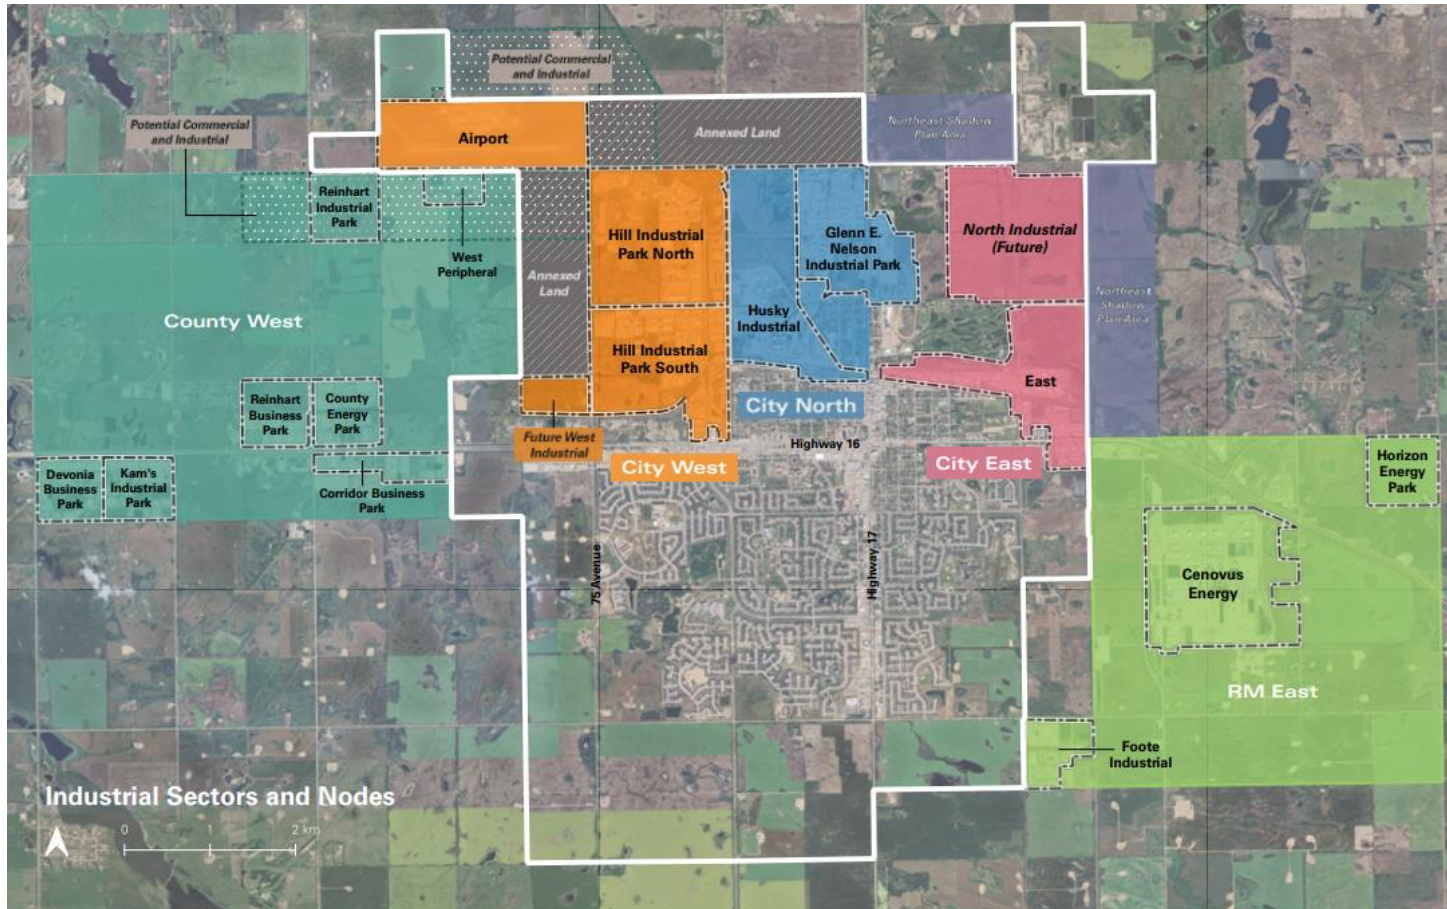 Potential Commercial
and Industrial
Potential Commercial
and Industrial
Airport
Annexed Land
Northeast Shadow
Plan Area
Reinhart
Industrial
Park
West
Peripheral
Hill Industrial
Park North
Glenn E.
Nelson
Industrial Park
North Industrial
(Future)
Annexed
Land
Northeast
Shadow
Plan Area
County West
Husky
Industrial
Hill Industrial
Park South
East
Reinhart
Business
Park
County
Energy
Park
City North
Future West
Industrial
Highway 16
City West
City East
Devonia
Business
Park
Kam's
Industrial
Park
Corridor Business
Park
Horizon
Energy
Park
75 Avenue
Highway 17
Cenovus
Energy
RM East
Foote
Industrial
Industrial Sectors and Nodes
0 1 2 km